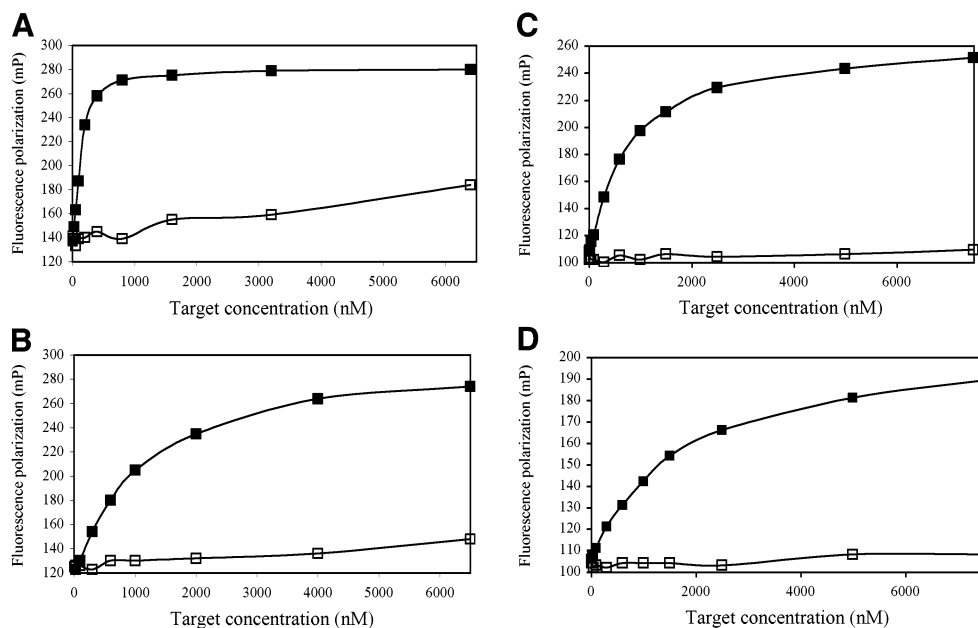 A
Fluorescence polarization (mP)
300
280
260
240
220
200
180
160
140
120
0 1000 2000 3000 4000 5000 6000
Target concentration (nM)
B
Fluorescence polarization (mP)
300
280
260
240
220
200
180
160
140
120
0 1000 2000 3000 4000 5000 6000
Target concentration (nM)
C
Fluorescence polarization (mP)
260
240
220
200
180
160
140
120
100
0 2000 4000 6000
Target concentration (nM)
D
Fluorescence polarization (mP)
200
190
180
170
160
150
140
130
120
110
100
0 2000 4000 6000
Target concentration (nM)